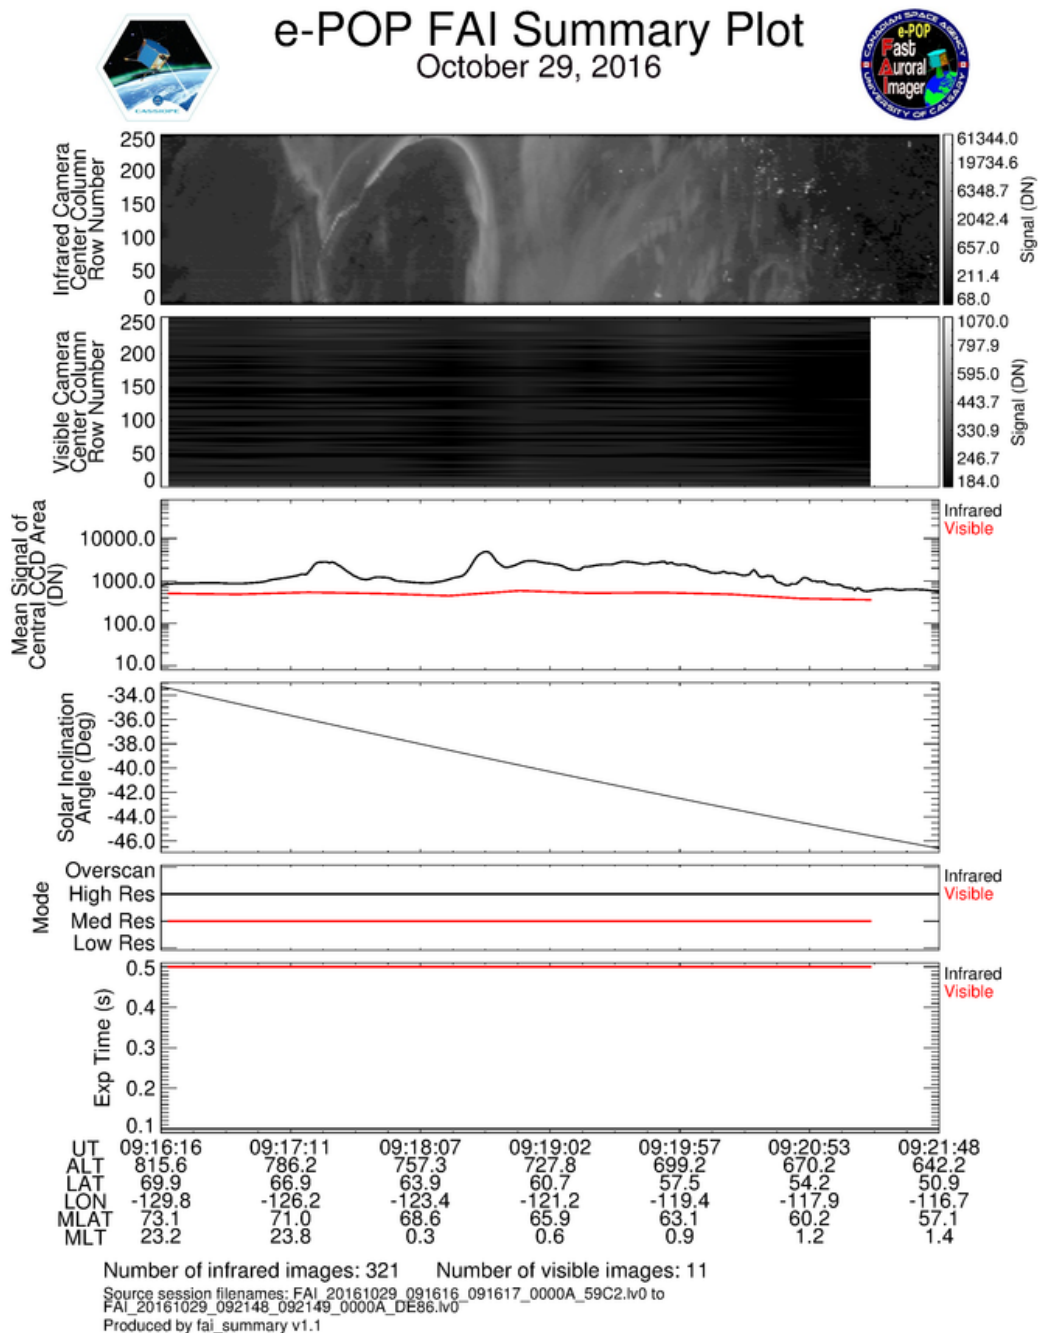 e-POP FAI Summary Plot
October 29, 2016
CASSIOPE
CANADIAN SPACE AGENCY
e-POP
Fast
Auroral
Imager
UNIVERSITY OF CALGARY
Infrared Camera
Center Column
Row Number
250
200
150
100
50
0
61344.0
19734.6
6348.7
2042.4
657.0
211.4
68.0
Signal (DN)
Visible Camera
Center Column
Row Number
250
200
150
100
50
0
1070.0
797.9
595.0
443.7
330.9
246.7
184.0
Signal (DN)
Mean Signal of
Central CCD Area
(DN)
10000.0
1000.0
100.0
10.0
Infrared
Visible
Solar Inclination
Angle (Deg)
-34.0
-36.0
-38.0
-40.0
-42.0
-44.0
-46.0
Mode
Overscan
High Res
Med Res
Low Res
Infrared
Visible
Exp Time (s)
0.5
0.4
0.3
0.2
0.1
Infrared
Visible
UT 09:16:16 09:17:11 09:18:07 09:19:02 09:19:57 09:20:53 09:21:48
ALT 815.6 786.2 757.3 727.8 699.2 670.2 642.2
LAT 69.9 66.9 63.9 60.7 57.5 54.2 50.9
LON -129.8 -126.2 -123.4 -121.2 -119.4 -117.9 -116.7
MLAT 73.1 71.0 68.6 65.9 63.1 60.2 57.1
MLT 23.2 23.8 0.3 0.6 0.9 1.2 1.4
Number of infrared images: 321 Number of visible images: 11
Source session filenames: FAI_20161029_091616_091617_0000A_59C2.lv0 to
FAI_20161029_092148_092149_0000A_DE86.lv0
Produced by fai_summary v1.1